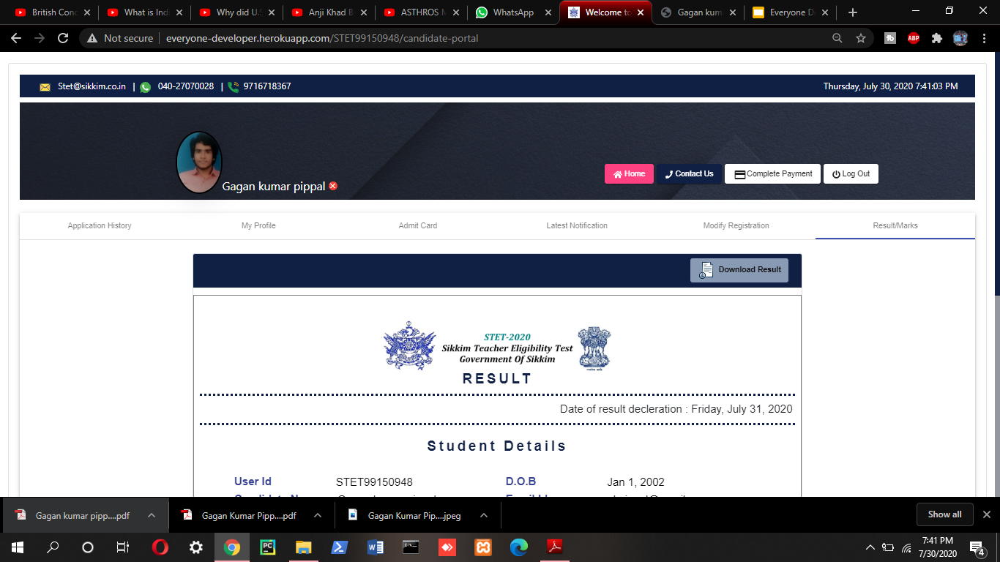 British Conc
What is Indi
Why did U.S
Anji Khad B
ASTHROS M
WhatsApp
Welcome to
Gagan kum
Everyone De
Not secure
everyone-developer.herokuapp.com/STET99150948/candidate-portal
ABP
Stet@sikkim.co.in | 040-27070028 | 9716718367
Thursday, July 30, 2020 7:41:03 PM
Gagan kumar pippal
Home
Contact Us
Complete Payment
Log Out
Application History
My Profile
Admit Card
Latest Notification
Modify Registration
Result/Marks
Download Result
STET-2020
Sikkim Teacher Eligibility Test
Government Of Sikkim
RESULT
Date of result decleration : Friday, July 31, 2020
Student Details
User Id STET99150948 D.O.B Jan 1, 2002
Gagan kumar pipp....pdf
Gagan Kumar Pipp....pdf
Gagan Kumar Pip....jpeg
Show all
7:41 PM
7/30/2020
4